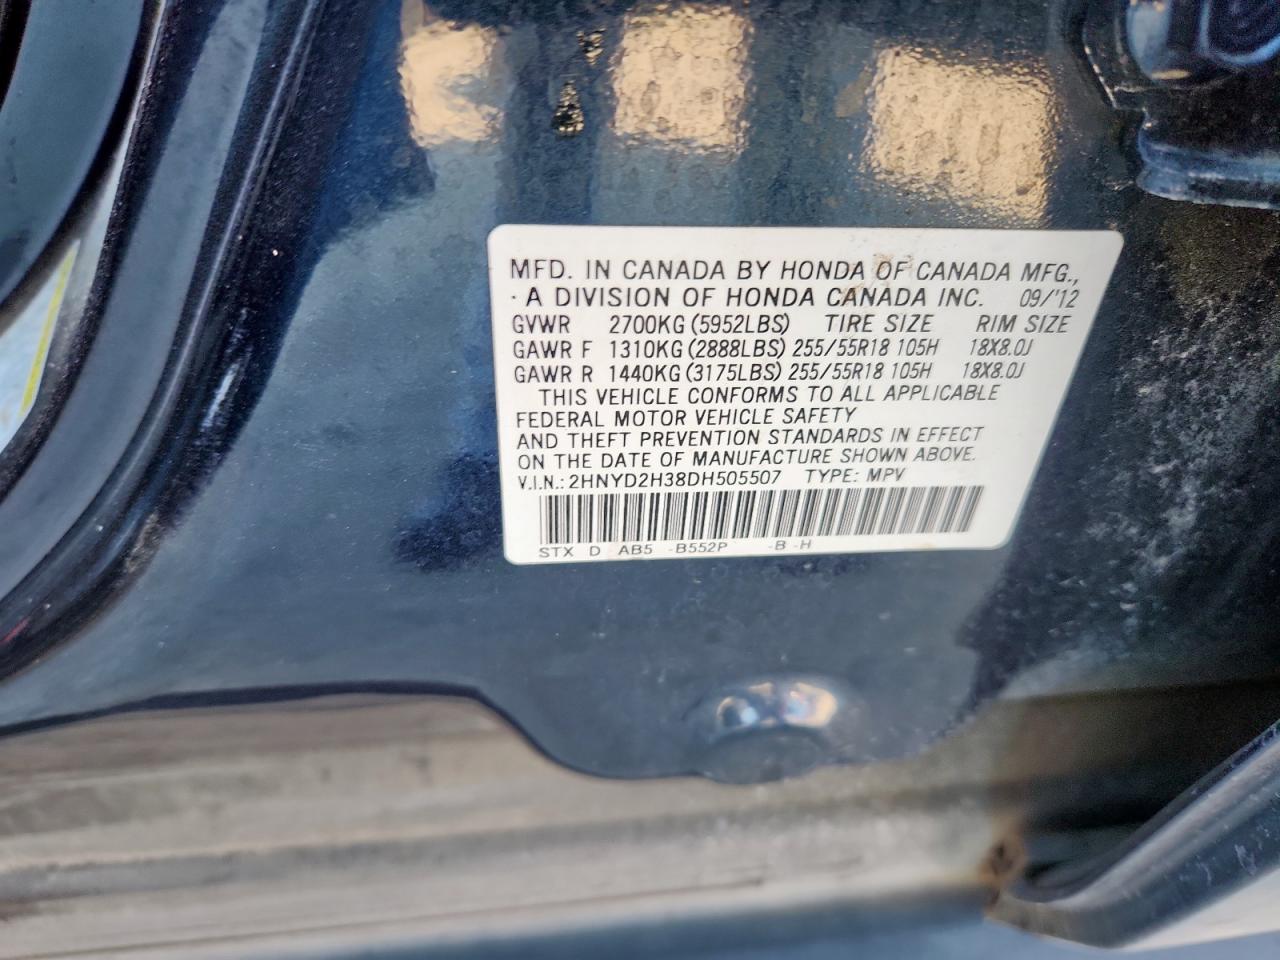 MFD. IN CANADA BY HONDA OF CANADA MFG.,
A DIVISION OF HONDA CANADA INC. 09/'12
GVWR 2700KG (5952LBS) TIRE SIZE RIM SIZE
GAWR F 1310KG (2888LBS) 255/55R18 105H 18X8.0J
GAWR R 1440KG (3175LBS) 255/55R18 105H 18X8.0J
THIS VEHICLE CONFORMS TO ALL APPLICABLE
FEDERAL MOTOR VEHICLE SAFETY
AND THEFT PREVENTION STANDARDS IN EFFECT
ON THE DATE OF MANUFACTURE SHOWN ABOVE.
V.I.N.: 2HNYD2H38DH505507 TYPE: MPV
STX D AB5 -B552P -B -H